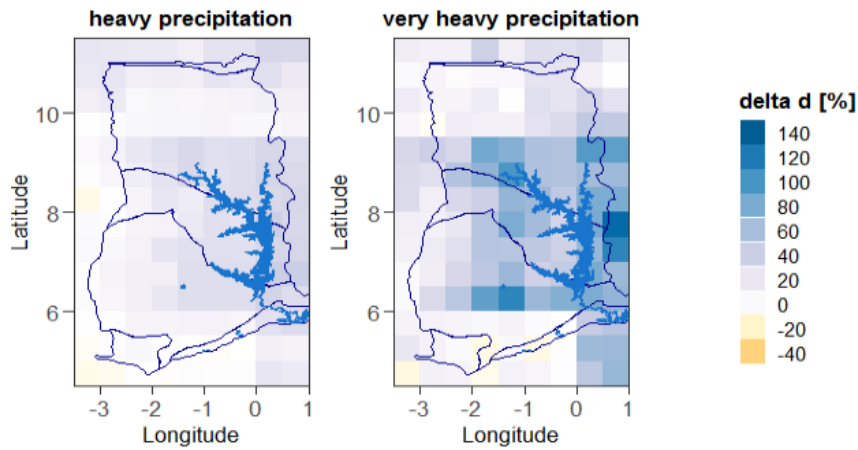 heavy precipitation
very heavy precipitation
10
8
6
Latitude
-3 -2 -1 0 1
Longitude
10
8
6
Latitude
-3 -2 -1 0 1
Longitude
delta d [%]
140
120
100
80
60
40
20
0
-20
-40